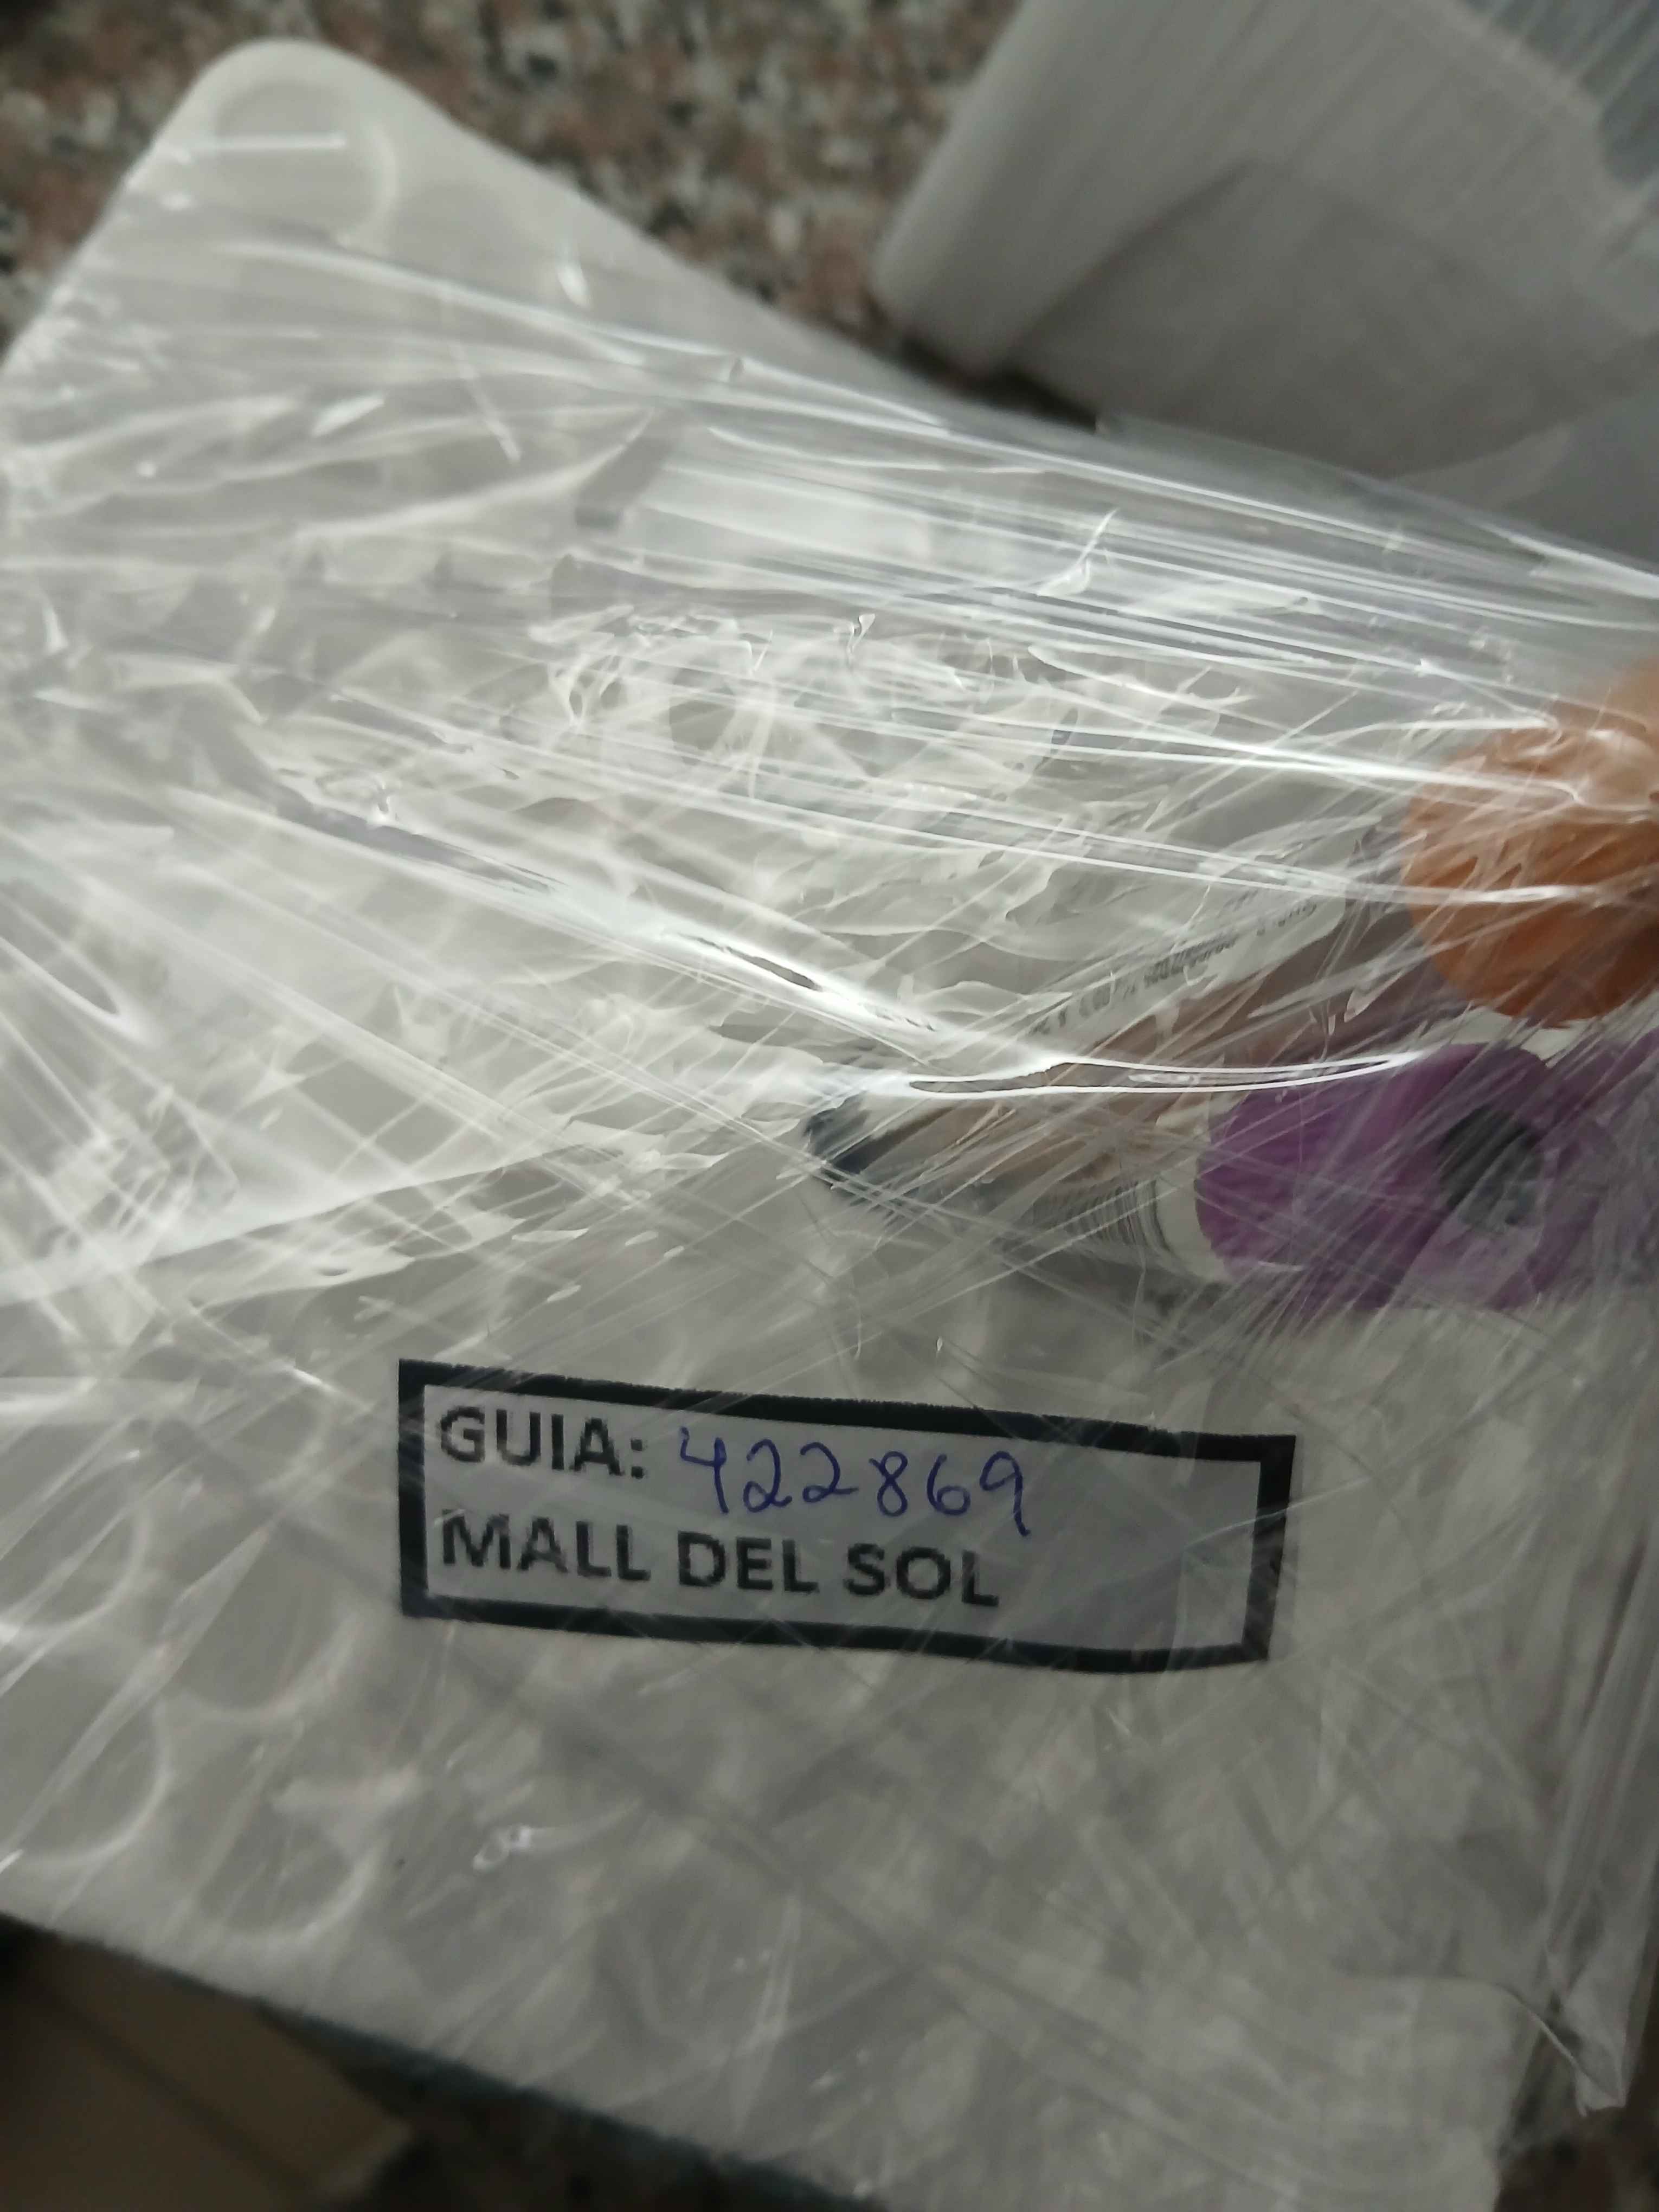 GUIA: 422869
MALL DEL SOL